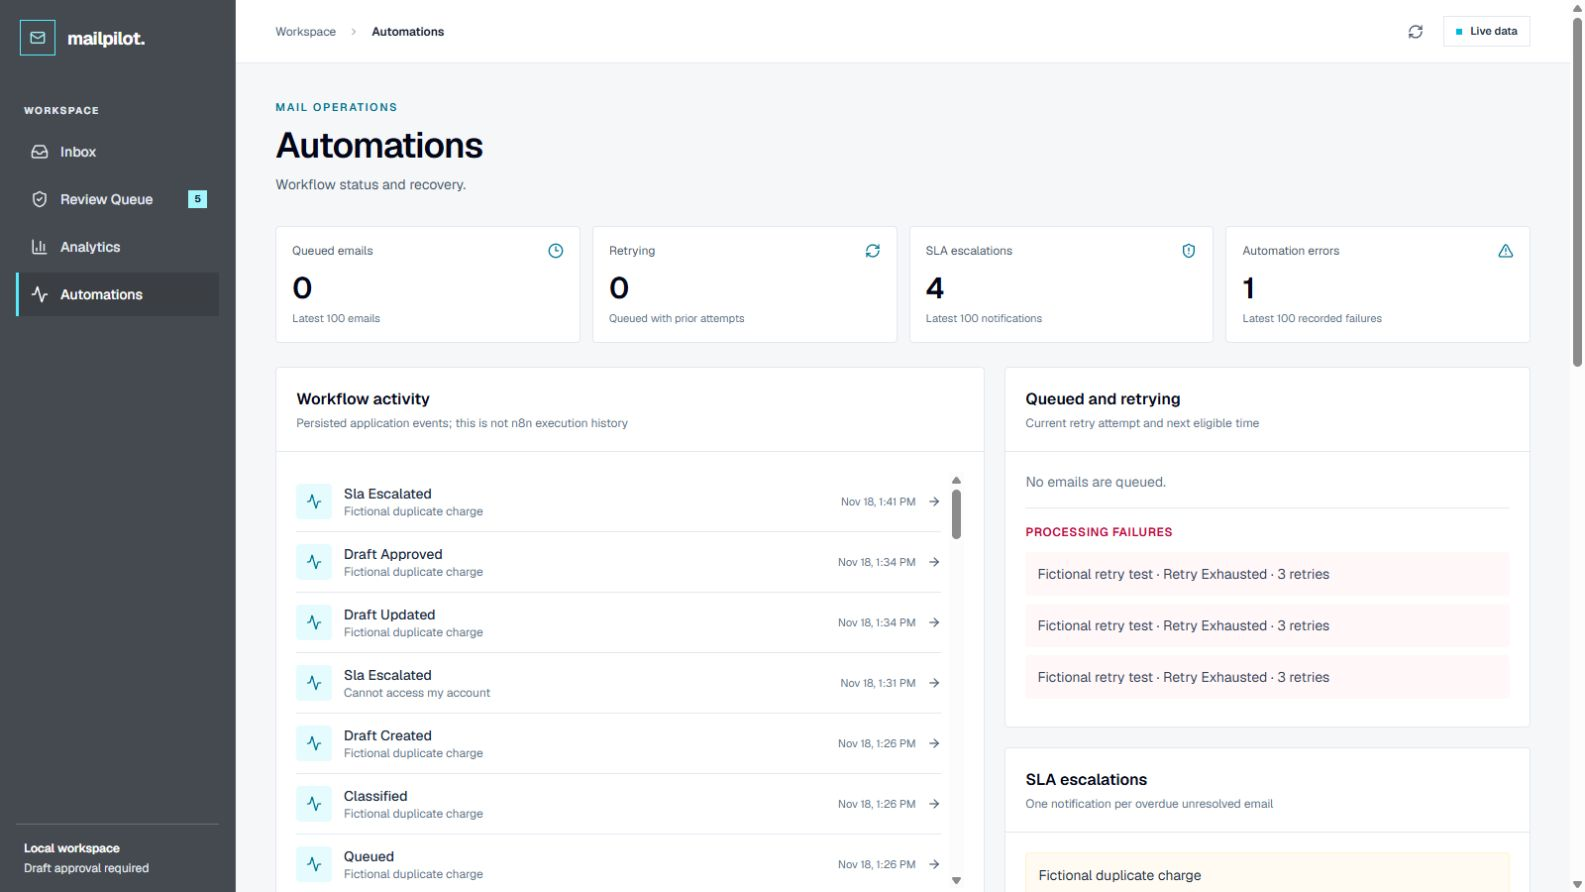 mailpilot.
WORKSPACE
Inbox
Review Queue 5
Analytics
Automations
Local workspace
Draft approval required
Workspace > Automations
Live data
MAIL OPERATIONS
Automations
Workflow status and recovery.
Queued emails
0
Latest 100 emails
Retrying
0
Queued with prior attempts
SLA escalations
4
Latest 100 notifications
Automation errors
1
Latest 100 recorded failures
Workflow activity
Persisted application events; this is not n8n execution history
Sla Escalated
Fictional duplicate charge
Nov 18, 1:41 PM
Draft Approved
Fictional duplicate charge
Nov 18, 1:34 PM
Draft Updated
Fictional duplicate charge
Nov 18, 1:34 PM
Sla Escalated
Cannot access my account
Nov 18, 1:31 PM
Draft Created
Fictional duplicate charge
Nov 18, 1:26 PM
Classified
Fictional duplicate charge
Nov 18, 1:26 PM
Queued
Fictional duplicate charge
Nov 18, 1:26 PM
Queued and retrying
Current retry attempt and next eligible time
No emails are queued.
PROCESSING FAILURES
Fictional retry test · Retry Exhausted · 3 retries
Fictional retry test · Retry Exhausted · 3 retries
Fictional retry test · Retry Exhausted · 3 retries
SLA escalations
One notification per overdue unresolved email
Fictional duplicate charge